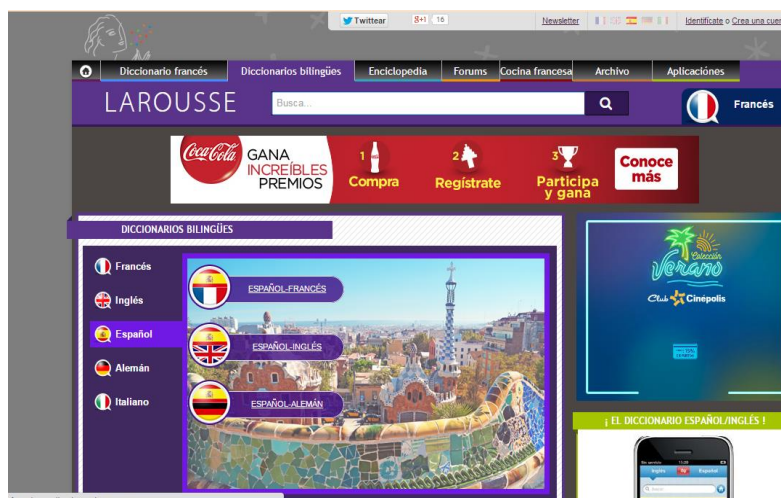 Twittear
g+1 16
Newsletter
Identifícate o Crea una cuen
Diccionario francés
Diccionarios bilingües
Enciclopedia
Forums
Cocina francesa
Archivo
Aplicaciónes
LAROUSSE
Busca...
Francés
Coca-Cola
GANA
INCREÍBLES
PREMIOS
1
Compra
2
Regístrate
3
Participa
y gana
Conoce
más
DICCIONARIOS BILINGÜES
Francés
Inglés
Español
Alemán
Italiano
ESPAÑOL-FRANCÉS
ESPAÑOL-INGLÉS
ESPAÑOL-ALEMÁN
Colección
Verano
Club Cinépolis
¡ EL DICCIONARIO ESPAÑOL/INGLÉS !
Inglés
Español